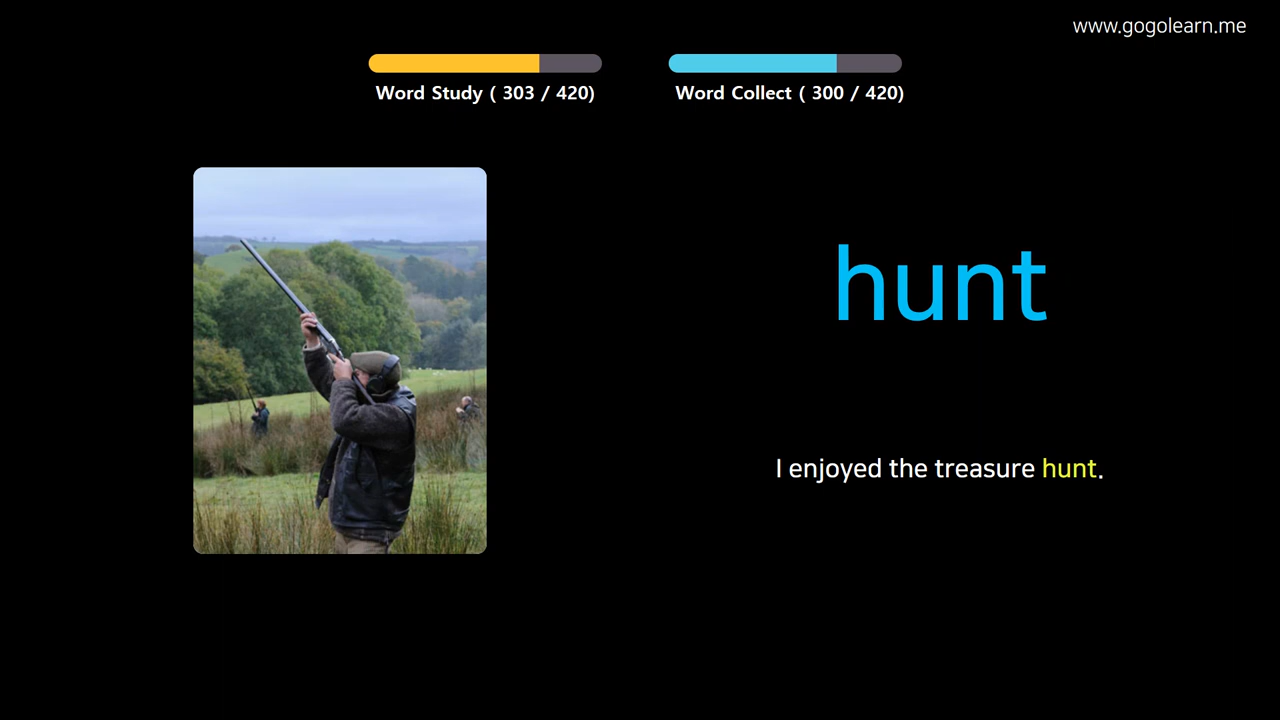 www.gogolearn.me
Word Study ( 303 / 420)
Word Collect ( 300 / 420)
hunt
I enjoyed the treasure hunt.